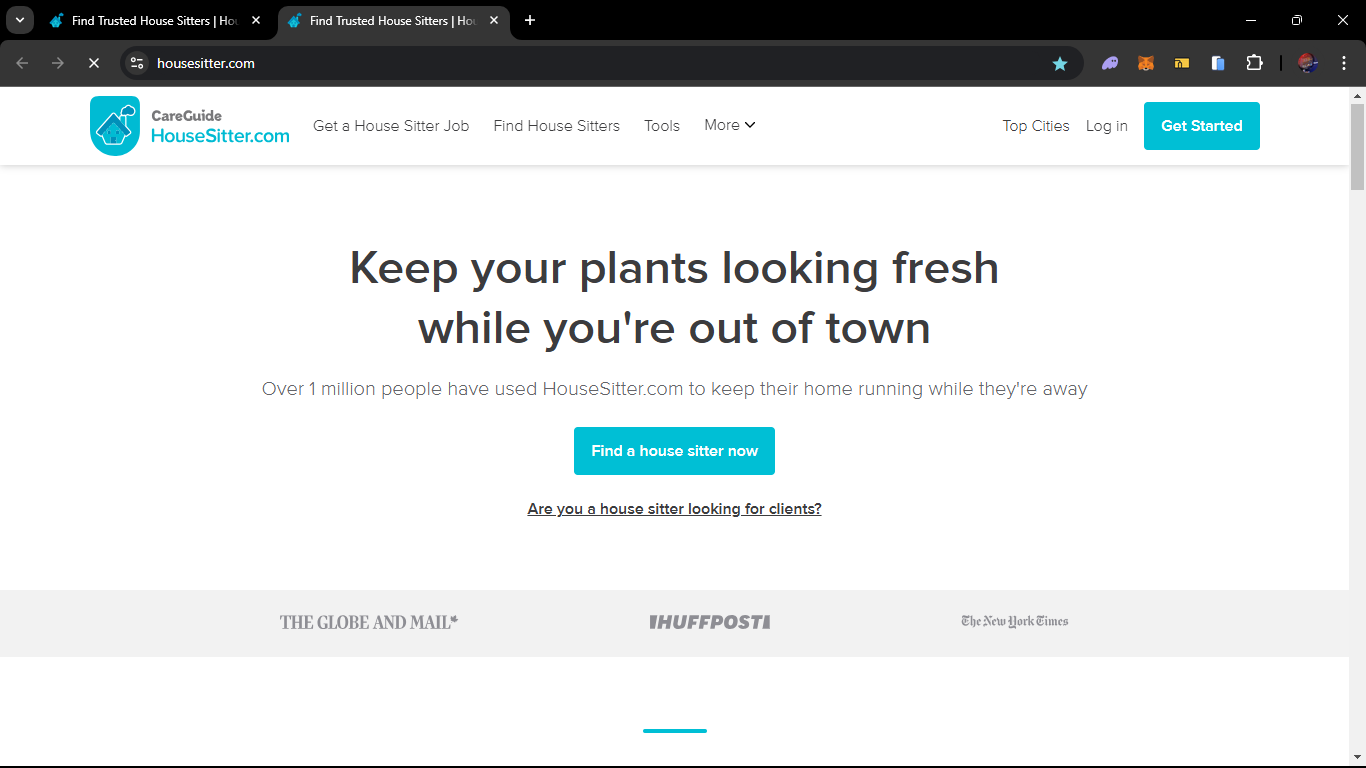 Find Trusted House Sitters | Hou
Find Trusted House Sitters | Hou
housesitter.com
CareGuide
HouseSitter.com
Get a House Sitter Job
Find House Sitters
Tools
More
Top Cities
Log in
Get Started
Keep your plants looking fresh
while you're out of town
Over 1 million people have used HouseSitter.com to keep their home running while they're away
Find a house sitter now
Are you a house sitter looking for clients?
THE GLOBE AND MAIL
HUFFPOST
The New York Times